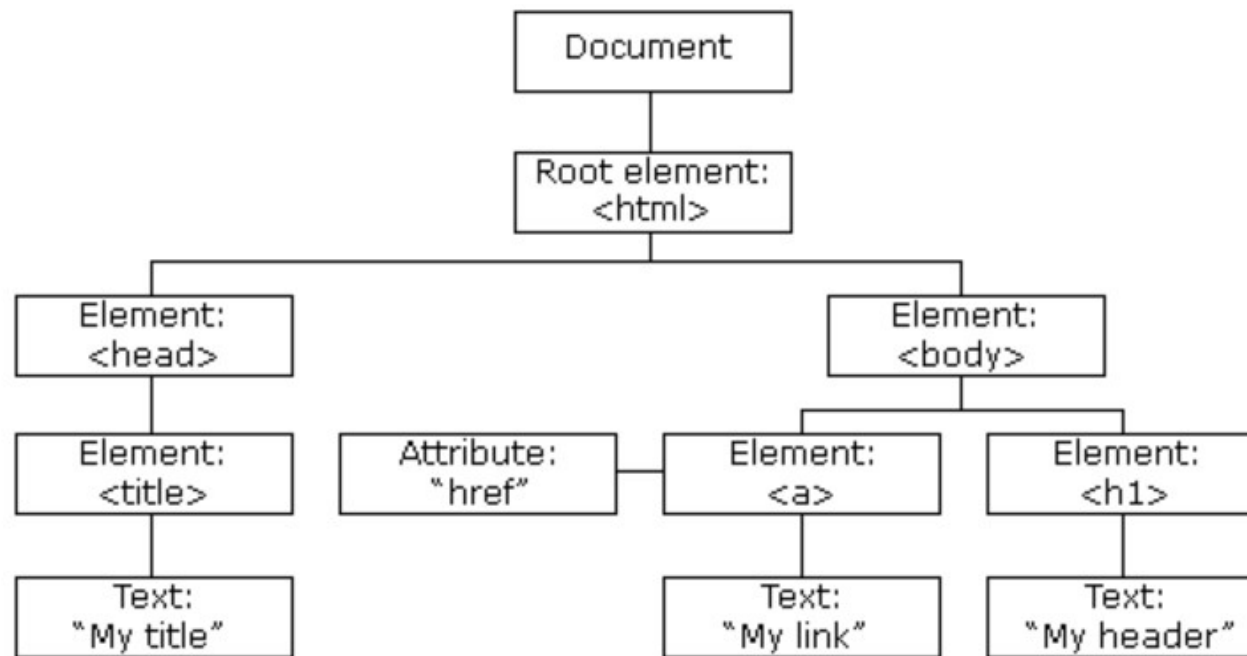 Document
Root element:
<html>
Element:
<head>
Element:
<body>
Element:
<title>
Attribute:
“href”
Element:
<a>
Element:
<h1>
Text:
“My title”
Text:
“My link”
Text:
“My header”